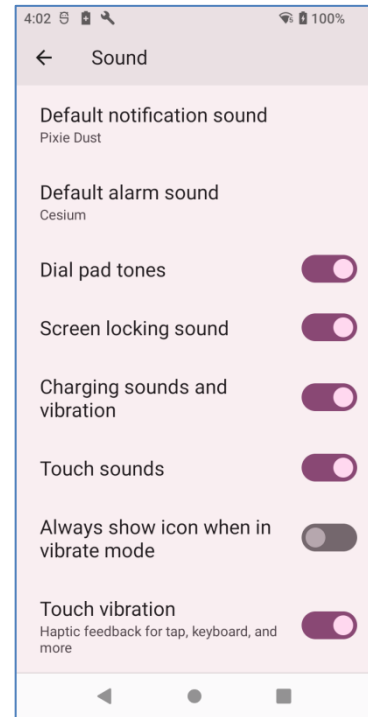 4:02 100%
Sound
Default notification sound
Pixie Dust
Default alarm sound
Cesium
Dial pad tones
Screen locking sound
Charging sounds and
vibration
Touch sounds
Always show icon when in
vibrate mode
Touch vibration
Haptic feedback for tap, keyboard, and
more